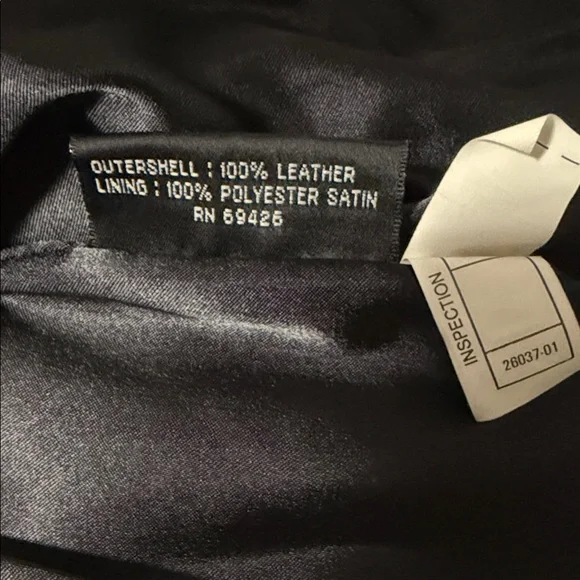 OUTERSHELL : 100% LEATHER
LINING : 100% POLYESTER SATIN
RN 69426
INSPECTION
26037-01